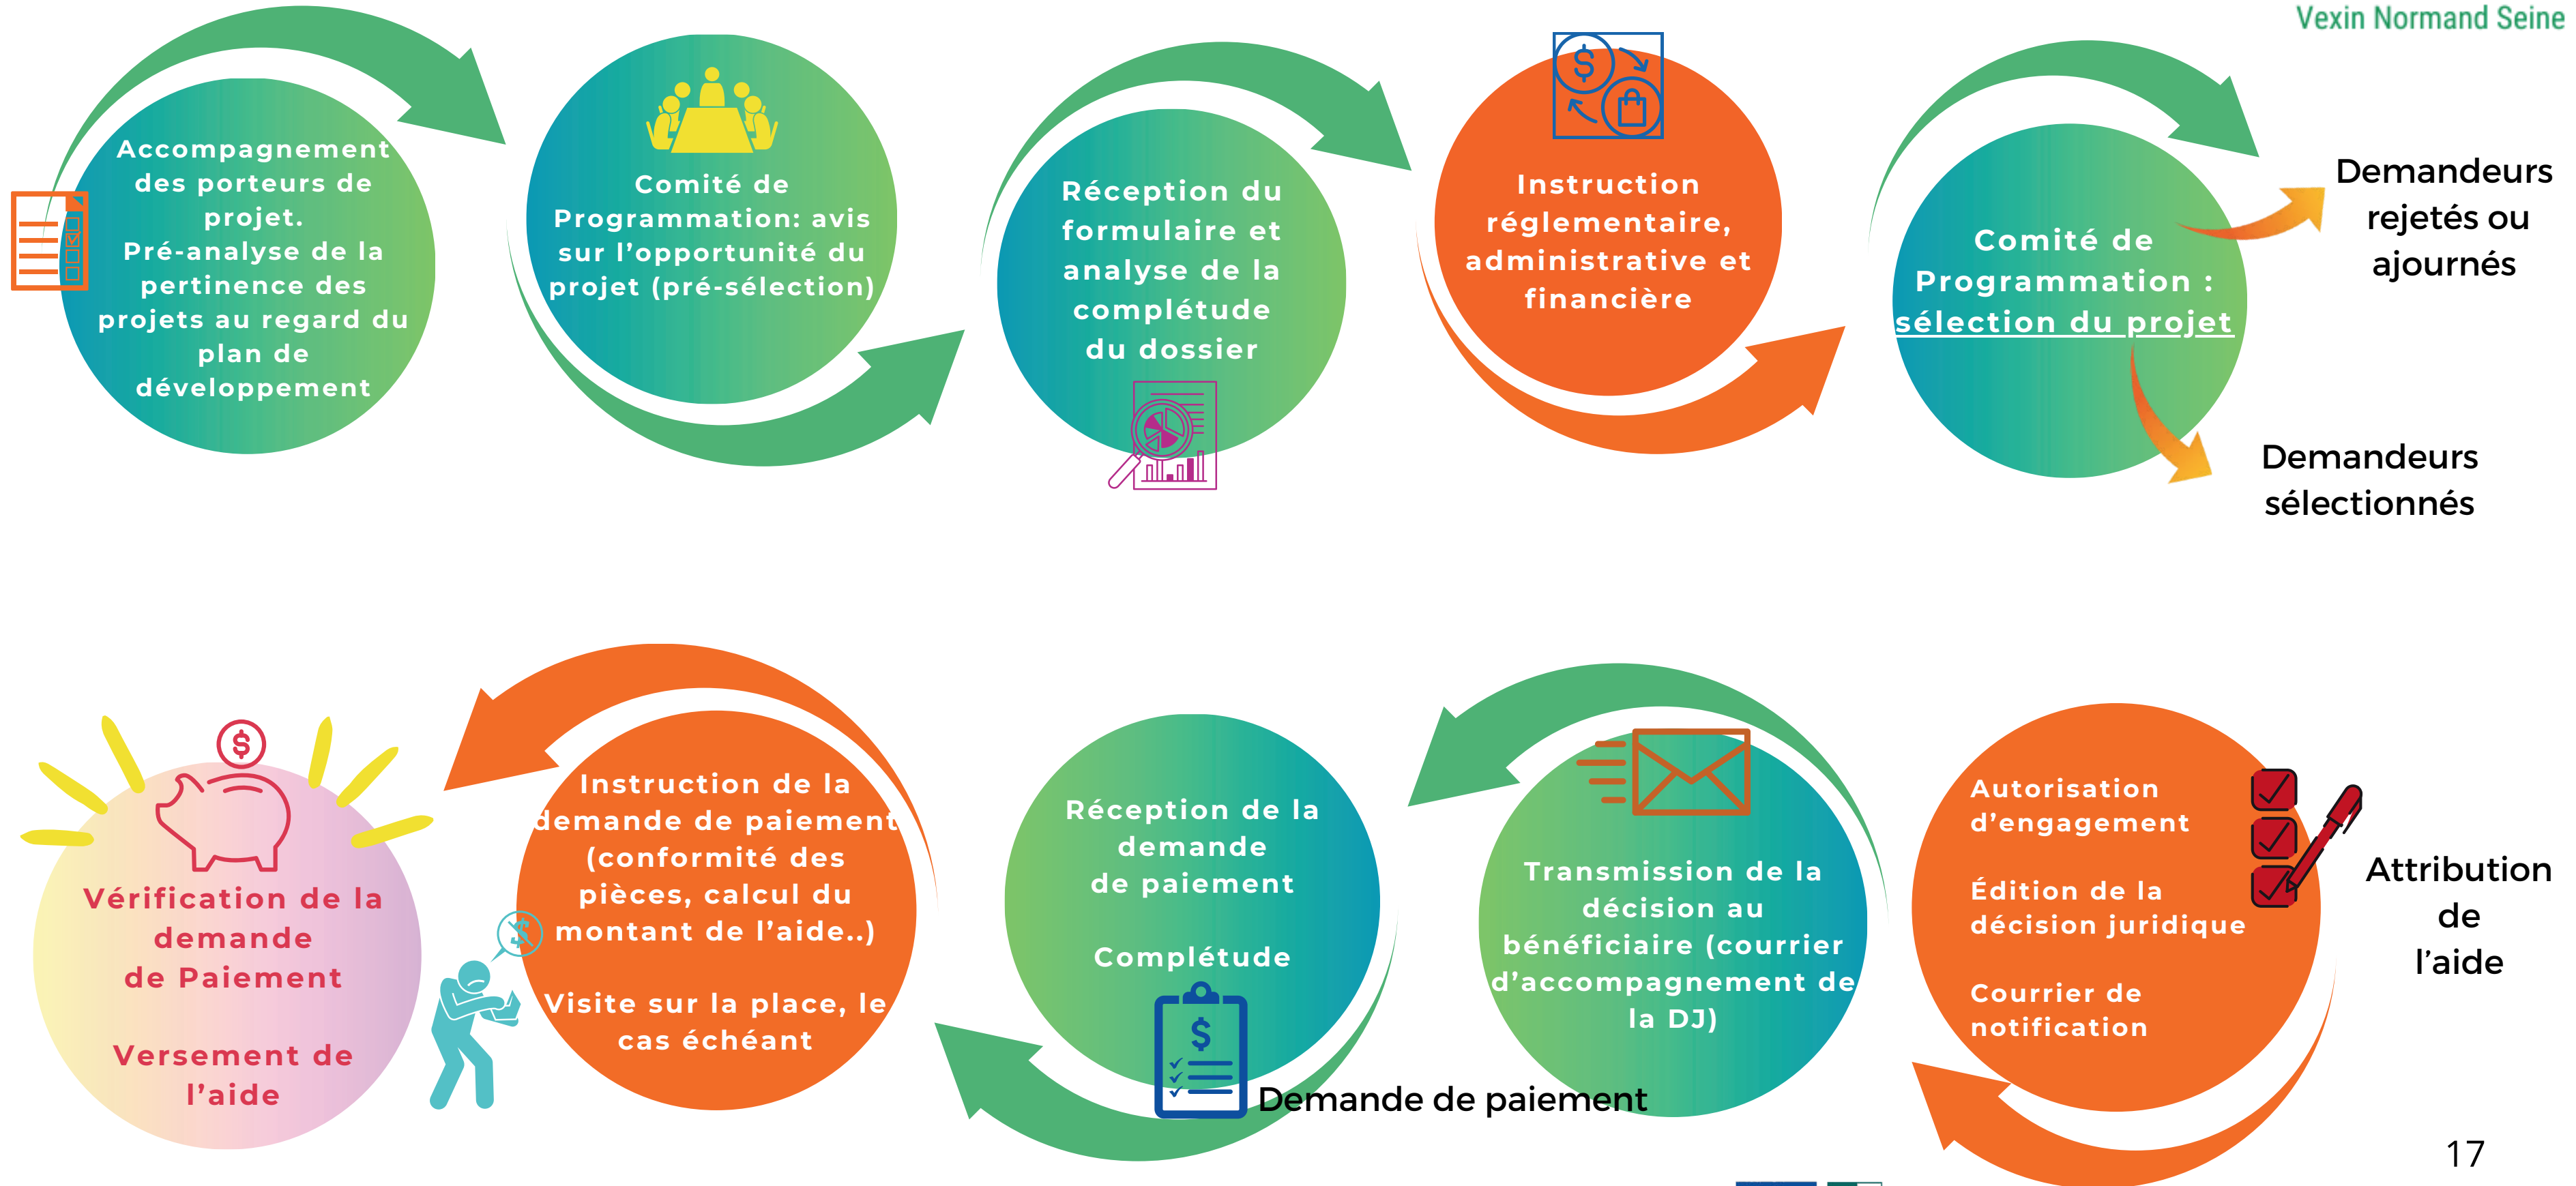 Vexin Normand Seine
Accompagnement
des porteurs de
projet.
Pré-analyse de la
pertinence des
projets au regard du
plan de
développement
Comité de
Programmation: avis
sur l’opportunité du
projet (pré-sélection)
Réception du
formulaire et
analyse de la
complétude
du dossier
$
Instruction
réglementaire,
administrative et
financière
Comité de
Programmation :
sélection du projet
Demandeurs
rejetés ou
ajournés
Demandeurs
sélectionnés
Attribution
de
l’aide
Autorisation
d’engagement
Édition de la
décision juridique
Courrier de
notification
Transmission de la
décision au
bénéficiaire (courrier
d’accompagnement de
la DJ)
Réception de la
demande
de paiement
Complétude
$
Demande de paiement
Instruction de la
demande de paiement
(conformité des
pièces, calcul du
montant de l’aide..)
Visite sur la place, le
cas échéant
$
$
Vérification de la
demande
de Paiement
Versement de
l’aide
17